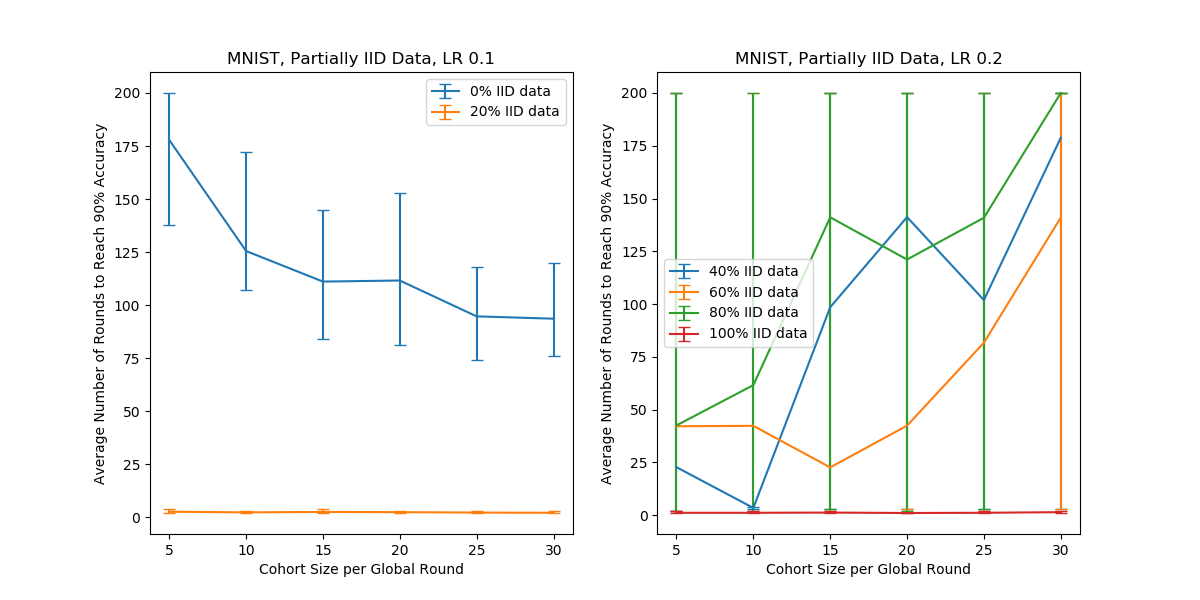 MNIST, Partially IID Data, LR 0.1
Average Number of Rounds to Reach 90% Accuracy
200
175
150
125
100
75
50
25
0
0% IID data
20% IID data
5 10 15 20 25 30
Cohort Size per Global Round
MNIST, Partially IID Data, LR 0.2
Average Number of Rounds to Reach 90% Accuracy
200
175
150
125
100
75
50
25
0
40% IID data
60% IID data
80% IID data
100% IID data
5 10 15 20 25 30
Cohort Size per Global Round